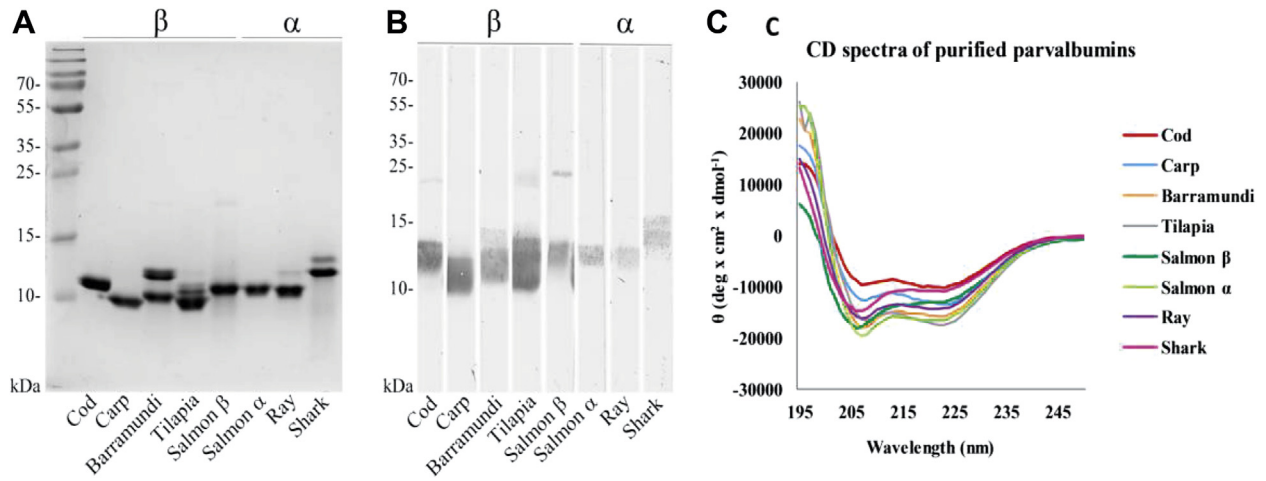 A
β
α
70-
55-
35-
25-
15-
10-
kDa
Cod
Carp
Barramundi
Tilapia
Salmon β
Salmon α
Ray
Shark
B
β
α
70-
55-
35-
25-
15-
10-
kDa
Cod
Carp
Barramundi
Tilapia
Salmon β
Salmon α
Ray
Shark
C
C
CD spectra of purified parvalbumins
θ (deg x cm² x dmol⁻¹)
30000
20000
10000
0
-10000
-20000
-30000
195 205 215 225 235 245
Wavelength (nm)
Cod
Carp
Barramundi
Tilapia
Salmon β
Salmon α
Ray
Shark